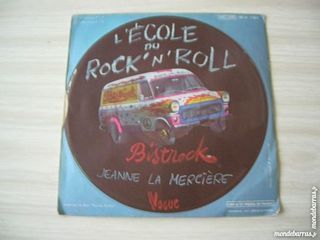 L'ÉCOLE
DU
ROCK'N'ROLL
Bistrock
JEANNE LA MERCIÈRE
Vogue
mondebarras.fr